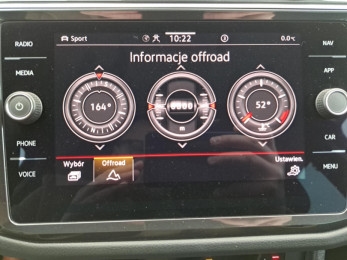 RADIO
Sport
10:22
0.0°c
NAV
Informacje offroad
MEDIA
APP
164°
52°
m
PHONE
CAR
Wybór
Offroad
Ustawien.
VOICE
MENU